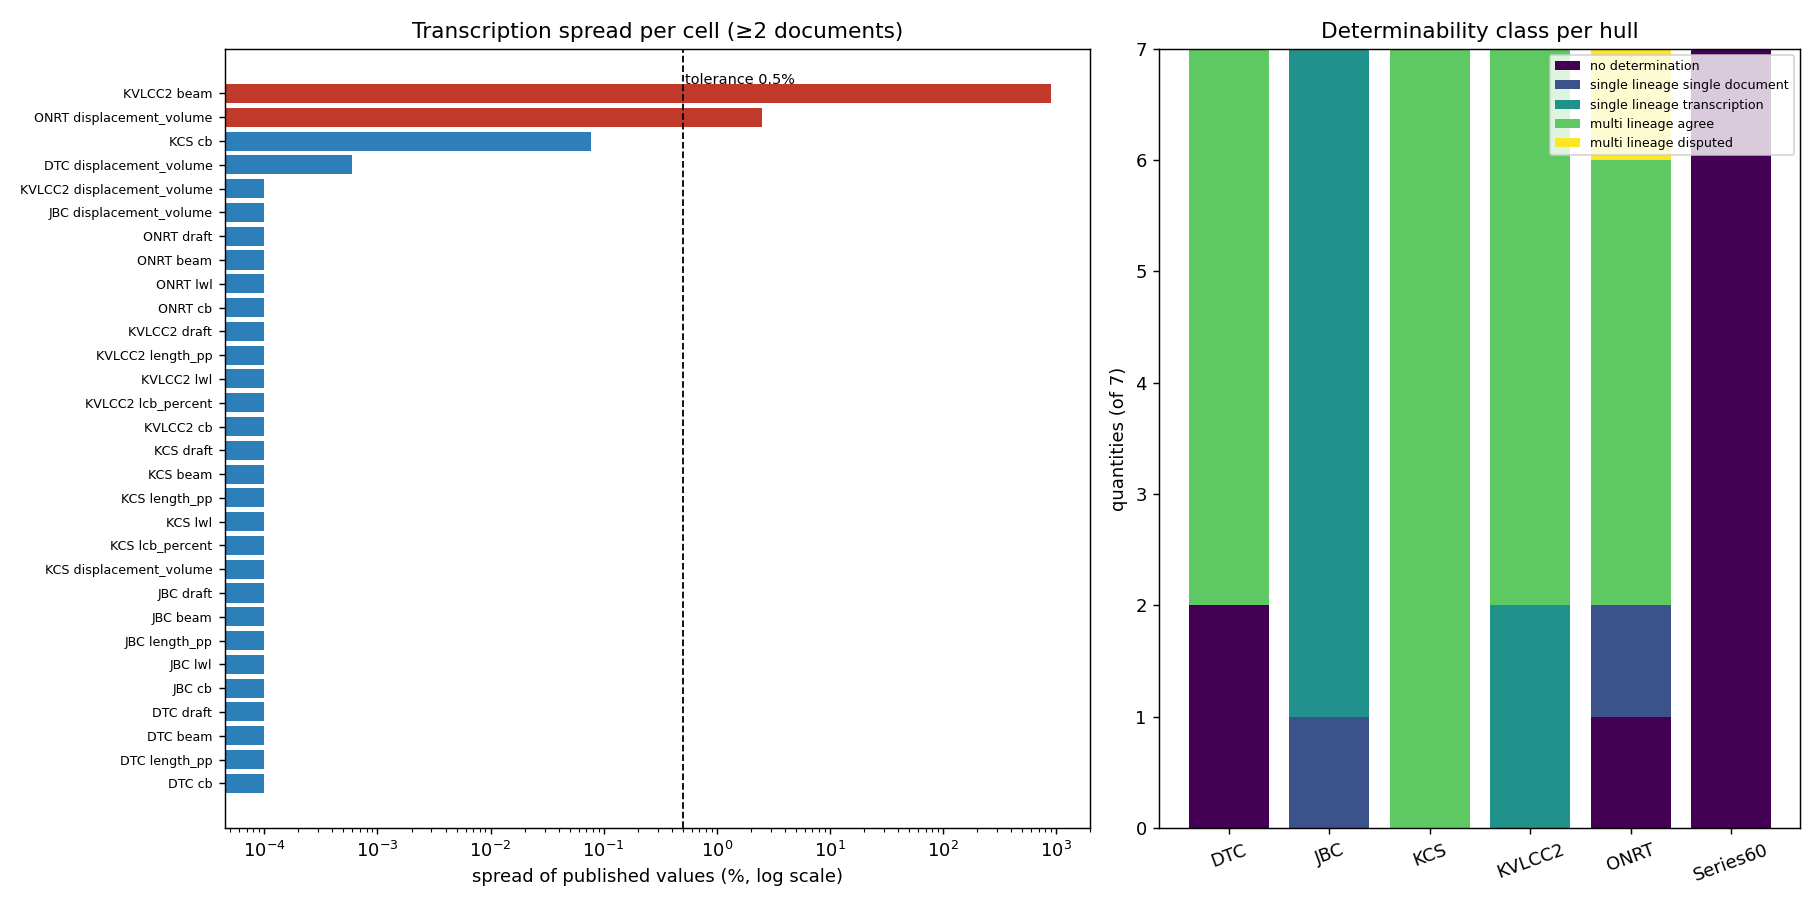 Transcription spread per cell (≥2 documents)
tolerance 0.5%
KVLCC2 beam
ONRT displacement_volume
KCS cb
DTC displacement_volume
KVLCC2 displacement_volume
JBC displacement_volume
ONRT draft
ONRT beam
ONRT lwl
ONRT cb
KVLCC2 draft
KVLCC2 length_pp
KVLCC2 lwl
KVLCC2 lcb_percent
KVLCC2 cb
KCS draft
KCS beam
KCS length_pp
KCS lwl
KCS lcb_percent
KCS displacement_volume
JBC draft
JBC beam
JBC length_pp
JBC lwl
JBC cb
DTC draft
DTC beam
DTC length_pp
DTC cb
10⁻⁴ 10⁻³ 10⁻² 10⁻¹ 10⁰ 10¹ 10² 10³
spread of published values (%, log scale)
Determinability class per hull
no determination
single lineage single document
single lineage transcription
multi lineage agree
multi lineage disputed
quantities (of 7)
7
6
5
4
3
2
1
0
DTC JBC KCS KVLCC2 ONRT Series60